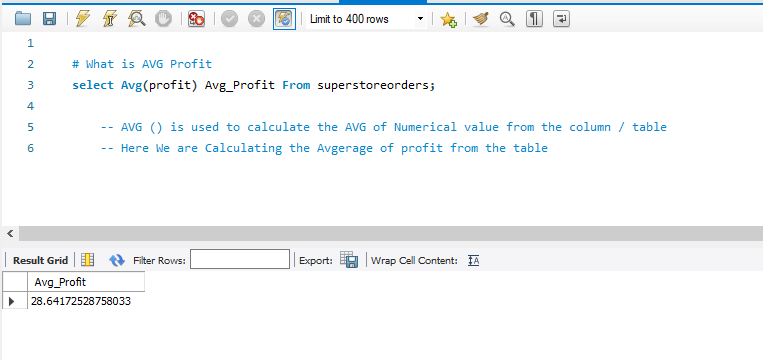 Limit to 400 rows
1
2 # What is AVG Profit
3 select Avg(profit) Avg_Profit From superstoreorders;
4
5 -- AVG () is used to calculate the AVG of Numerical value from the column / table
6 -- Here We are Calculating the Avgerage of profit from the table
Result Grid Filter Rows: Export: Wrap Cell Content:
Avg_Profit
28.64172528758033